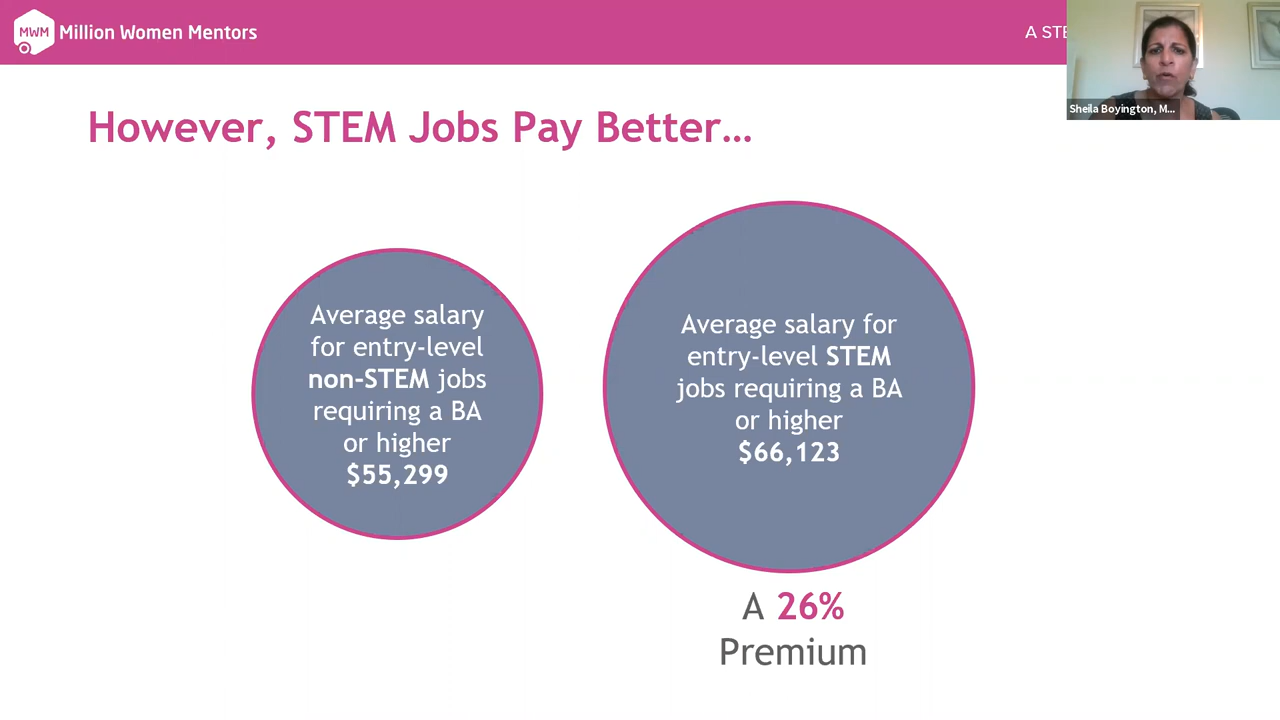 MWM
Million Women Mentors
A STE
Sheila Boyington, M...
However, STEM Jobs Pay Better...
Average salary
for entry-level
non-STEM jobs
requiring a BA
or higher
$55,299
Average salary for
entry-level STEM
jobs requiring a BA
or higher
$66,123
A 26%
Premium